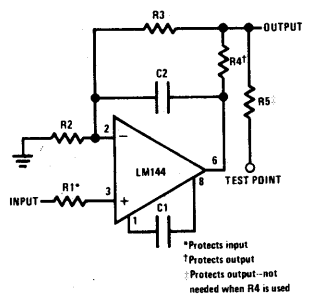 R3
OUTPUT
R4†
C2
R5
R2
2
−
6
LM144
8
TEST POINT
R1*
3
INPUT
+
1
C1
*Protects input
†Protects output
‡Protects output--not
needed when R4 is used